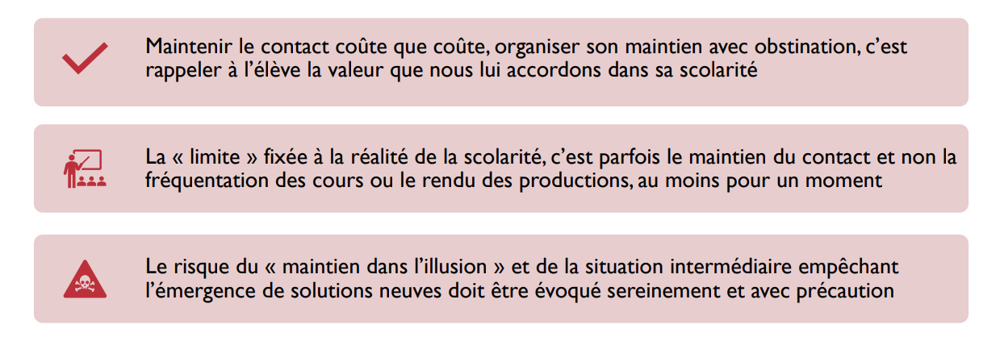 Maintenir le contact coûte que coûte, organiser son maintien avec obstination, c’est
rappeler à l’élève la valeur que nous lui accordons dans sa scolarité
La « limite » fixée à la réalité de la scolarité, c’est parfois le maintien du contact et non la
fréquentation des cours ou le rendu des productions, au moins pour un moment
Le risque du « maintien dans l’illusion » et de la situation intermédiaire empêchant
l’émergence de solutions neuves doit être évoqué sereinement et avec précaution